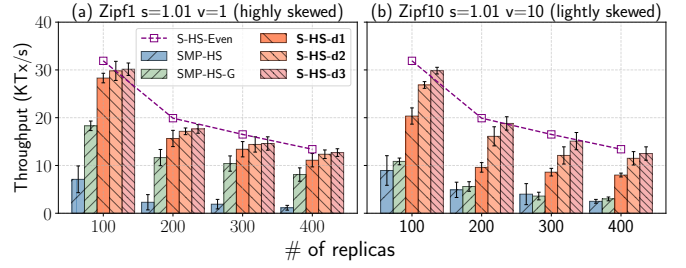 (a) Zipf1 s=1.01 v=1 (highly skewed)
(b) Zipf10 s=1.01 v=10 (lightly skewed)
Throughput (KTx/s)
40
30
20
10
0
S-HS-Even
SMP-HS
SMP-HS-G
S-HS-d1
S-HS-d2
S-HS-d3
100 200 300 400
100 200 300 400
# of replicas